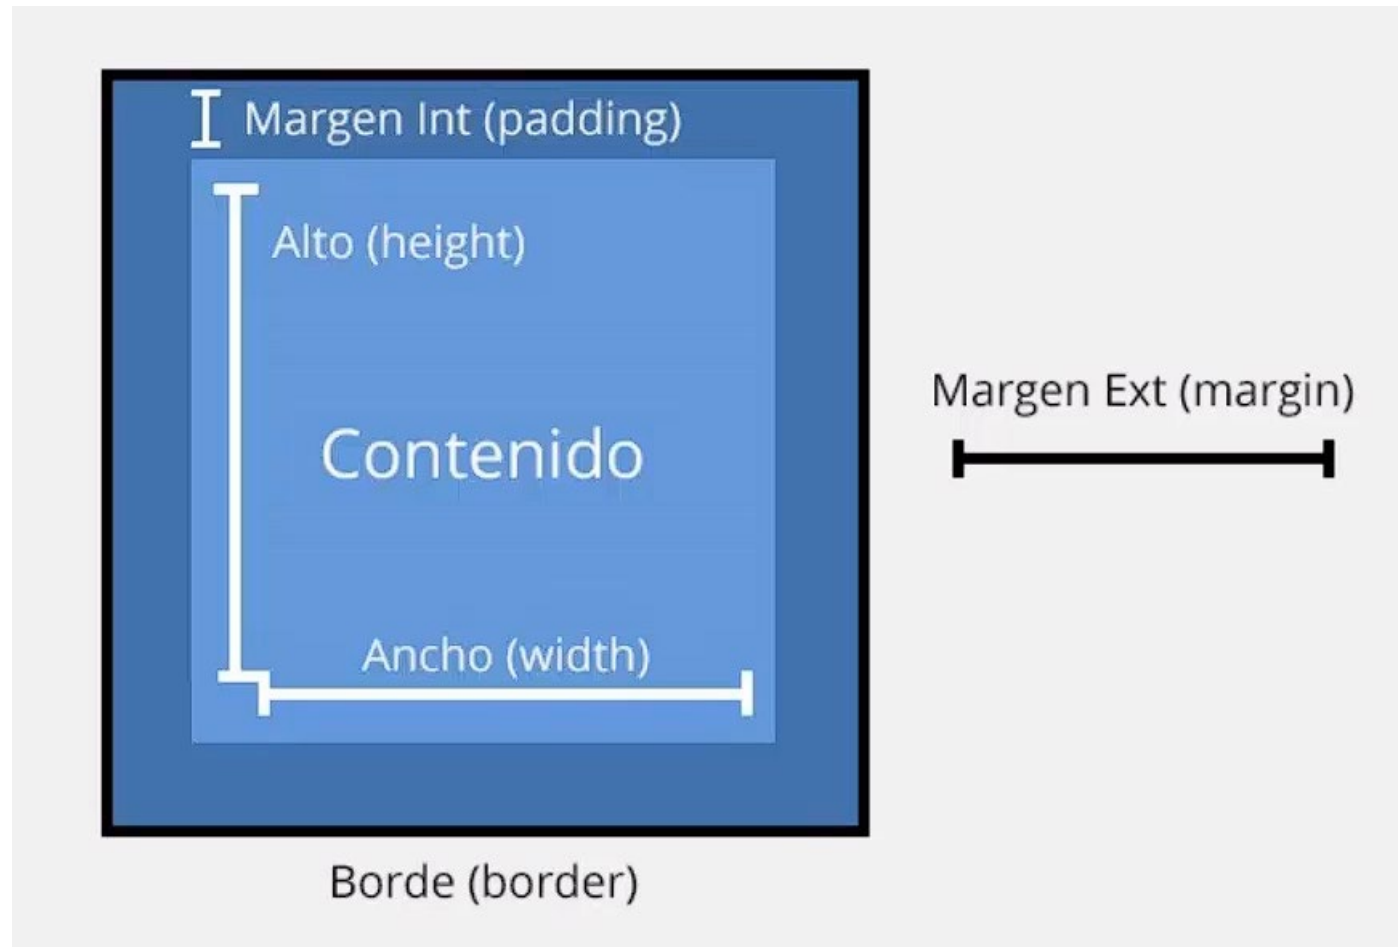 Margen Int (padding)
Alto (height)
Contenido
Ancho (width)
Margen Ext (margin)
Borde (border)